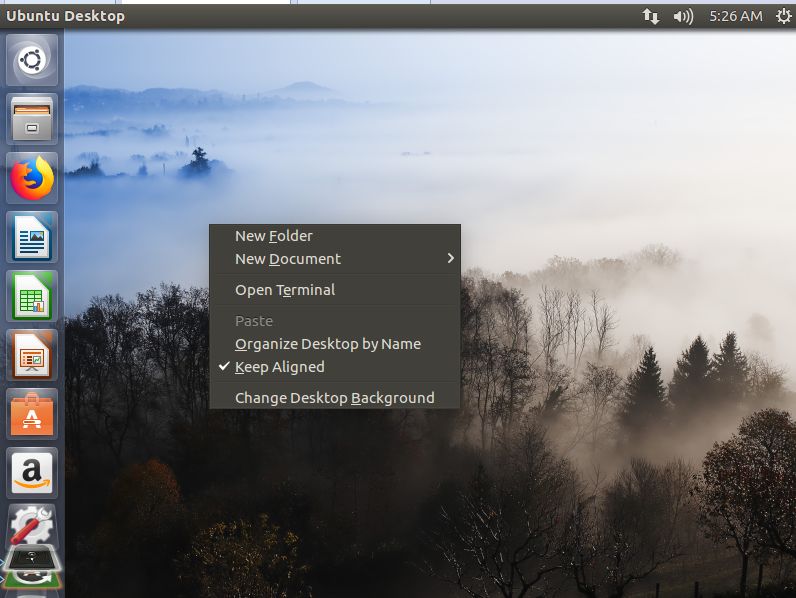 Ubuntu Desktop
5:26 AM
New Folder
New Document
Open Terminal
Paste
Organize Desktop by Name
Keep Aligned
Change Desktop Background
A
a